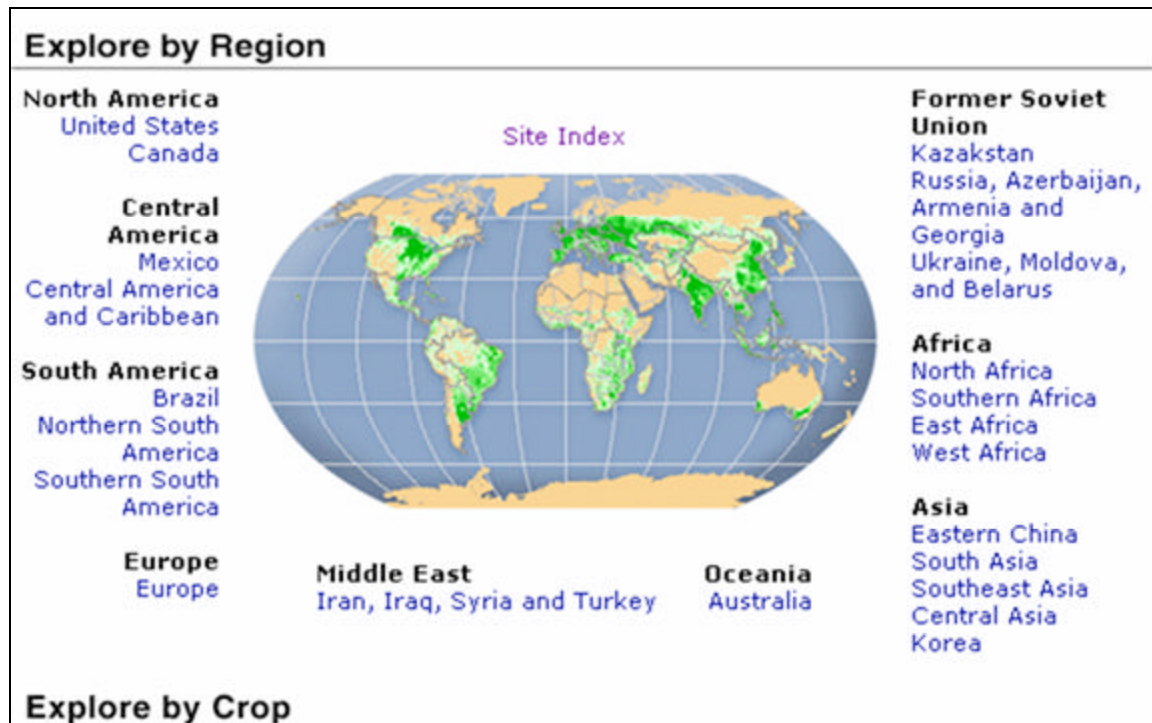 Explore by Region
North America
United States
Canada
Central
America
Mexico
Central America
and Caribbean
South America
Brazil
Northern South
America
Southern South
America
Europe
Europe
Site Index
Middle East
Iran, Iraq, Syria and Turkey
Oceania
Australia
Former Soviet
Union
Kazakstan
Russia, Azerbaijan,
Armenia and
Georgia
Ukraine, Moldova,
and Belarus
Africa
North Africa
Southern Africa
East Africa
West Africa
Asia
Eastern China
South Asia
Southeast Asia
Central Asia
Korea
Explore by Crop